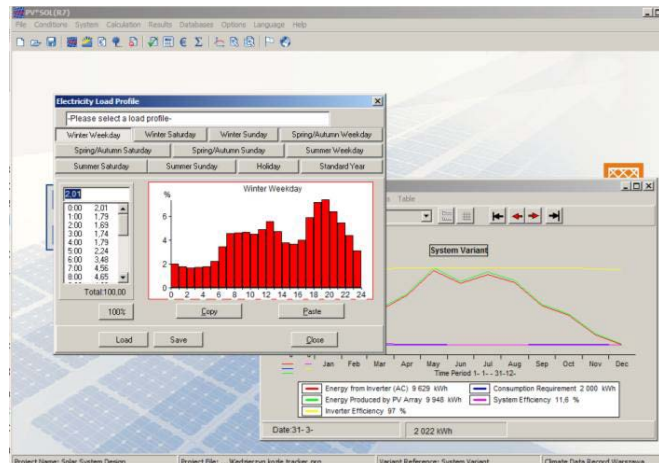 PV*SOL(R7)
File Conditions System Calculation Results Databases Options Language Help
Electricity Load Profile
-Please select a load profile-
Winter Weekday Winter Saturday Winter Sunday Spring/Autumn Weekday
Spring/Autumn Saturday Spring/Autumn Sunday Summer Weekday
Summer Saturday Summer Sunday Holiday Standard Year
2,01
0:00 2,01
1:00 1,79
2:00 1,69
3:00 1,74
4:00 1,79
5:00 2,24
6:00 3,48
7:00 4,56
8:00 4,65
Total:100,00
100%
Winter Weekday
%
6
4
2
0
0 2 4 6 8 10 12 14 16 18 20 22 24
Copy Paste
Load Save Close
Table
System Variant
Jan Feb Mar Apr May Jun Jul Aug Sep Oct Nov Dec
Time Period 1- 1- - 31-12-
Energy from Inverter (AC) 9 629 kWh Consumption Requirement 2 000 kWh
Energy Produced by PV Array 9 948 kWh System Efficiency 11,6 %
Inverter Efficiency 97 %
Date:31- 3- 2 022 kWh
Project Name: Solar System Design Project File: kode tracker.prn Variant Reference: System Variant Climate Data Record Warszawa